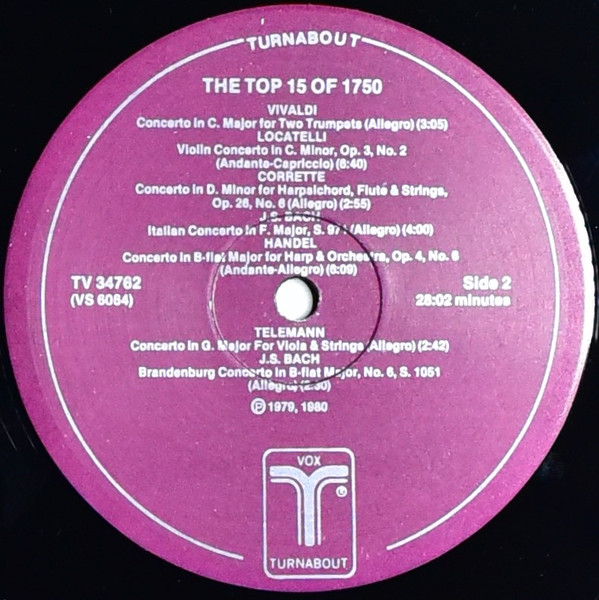 TURNABOUT
THE TOP 15 OF 1750
VIVALDI
Concerto in C. Major for Two Trumpets (Allegro) (3:05)
LOCATELLI
Violin Concerto in C. Minor, Op. 3, No. 2
(Andante-Capriccio) (6:40)
CORRETTE
Concerto in D. Minor for Harpsichord, Flute & Strings,
Op. 26, No. 6 (Allegro) (2:55)
J.S. BACH
Italian Concerto in F. Major, S. 971 (Allegro) (4:00)
HANDEL
Concerto in B-flat Major for Harp & Orchestra, Op. 4, No. 6
(Andante-Allegro) (6:09)
TV 34762
(VS 6064)
Side 2
28:02 minutes
TELEMANN
Concerto in G. Major For Viola & Strings (Allegro) (2:42)
J.S. BACH
Brandenburg Concerto in B-flat Major, No. 6, S. 1051
(Allegro) (2:30)
℗ 1979, 1980
VOX
TURNABOUT